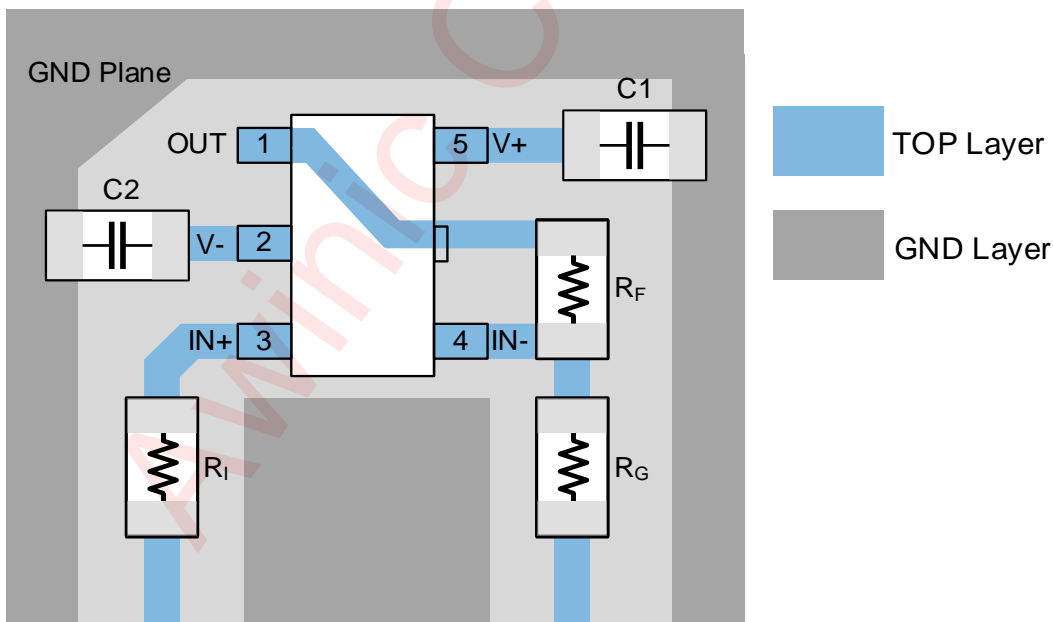 GND Plane
C1
OUT
1
5
V+
TOP Layer
C2
V-
2
GND Layer
RF
IN+
3
4
IN-
RI
RG
Awinic C